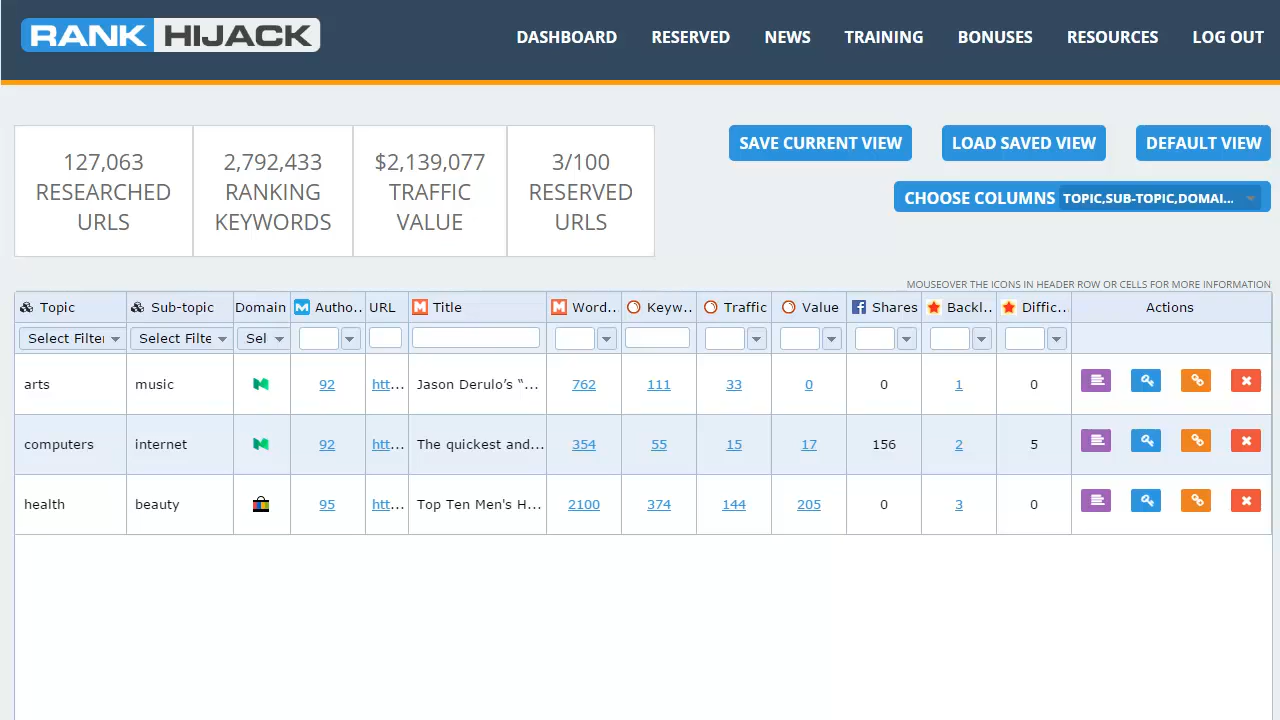 RANK HIJACK
DASHBOARD RESERVED NEWS TRAINING BONUSES RESOURCES LOG OUT
127,063 RESEARCHED URLS
2,792,433 RANKING KEYWORDS
$2,139,077 TRAFFIC VALUE
3/100 RESERVED URLS
SAVE CURRENT VIEW LOAD SAVED VIEW DEFAULT VIEW
CHOOSE COLUMNS TOPIC,SUB-TOPIC,DOMAI...
MOUSEOVER THE ICONS IN HEADER ROW OR CELLS FOR MORE INFORMATION
Topic Sub-topic Domain Autho.. URL Title Word.. Keyw.. Traffic Value Shares Backl.. Diffic.. Actions
Select Filter Select Filte Sel
arts music 92 htt... Jason Derulo’s “... 762 111 33 0 0 1 0
computers internet 92 htt... The quickest and... 354 55 15 17 156 2 5
health beauty 95 htt... Top Ten Men's H... 2100 374 144 205 0 3 0